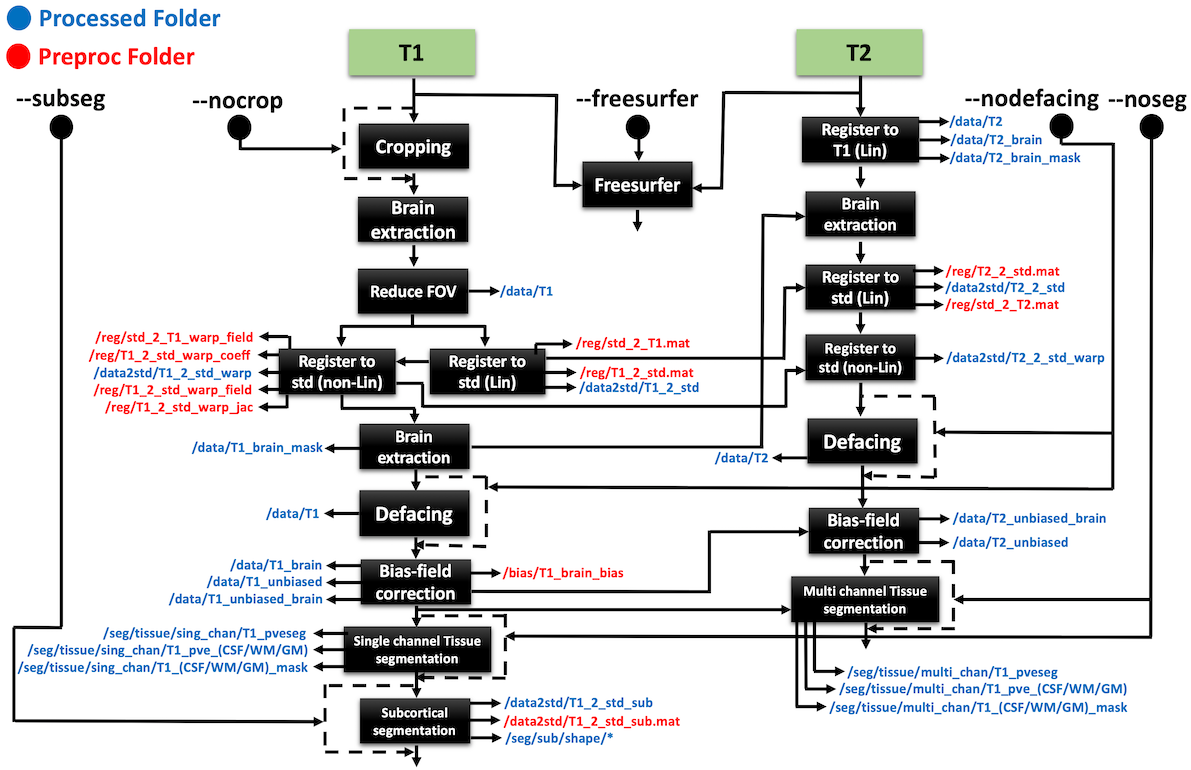 Processed Folder
Preproc Folder
T1
T2
--subseg
--nocrop
--freesurfer
--nodefacing
--noseg
Cropping
Freesurfer
Register to
T1 (Lin)
/data/T2
/data/T2_brain
/data/T2_brain_mask
Brain
extraction
Brain
extraction
Reduce FOV
/data/T1
Register to
std (Lin)
/reg/T2_2_std.mat
/data2std/T2_2_std
/reg/std_2_T2.mat
/reg/std_2_T1_warp_field
/reg/T1_2_std_warp_coeff
/data2std/T1_2_std_warp
/reg/T1_2_std_warp_field
/reg/T1_2_std_warp_jac
Register to
std (non-Lin)
Register to
std (Lin)
/reg/std_2_T1.mat
/reg/T1_2_std.mat
/data2std/T1_2_std
Register to
std (non-Lin)
/data2std/T2_2_std_warp
Brain
extraction
/data/T1_brain_mask
Defacing
/data/T2
Defacing
/data/T1
Bias-field
correction
/data/T2_unbiased_brain
/data/T2_unbiased
/data/T1_brain
/data/T1_unbiased
/data/T1_unbiased_brain
Bias-field
correction
/bias/T1_brain_bias
Multi channel Tissue
segmentation
/seg/tissue/sing_chan/T1_pveseg
/seg/tissue/sing_chan/T1_pve_(CSF/WM/GM)
/seg/tissue/sing_chan/T1_(CSF/WM/GM)_mask
Single channel Tissue
segmentation
/seg/tissue/multi_chan/T1_pveseg
/seg/tissue/multi_chan/T1_pve_(CSF/WM/GM)
/seg/tissue/multi_chan/T1_(CSF/WM/GM)_mask
Subcortical
segmentation
/data2std/T1_2_std_sub
/data2std/T1_2_std_sub.mat
/seg/sub/shape/*